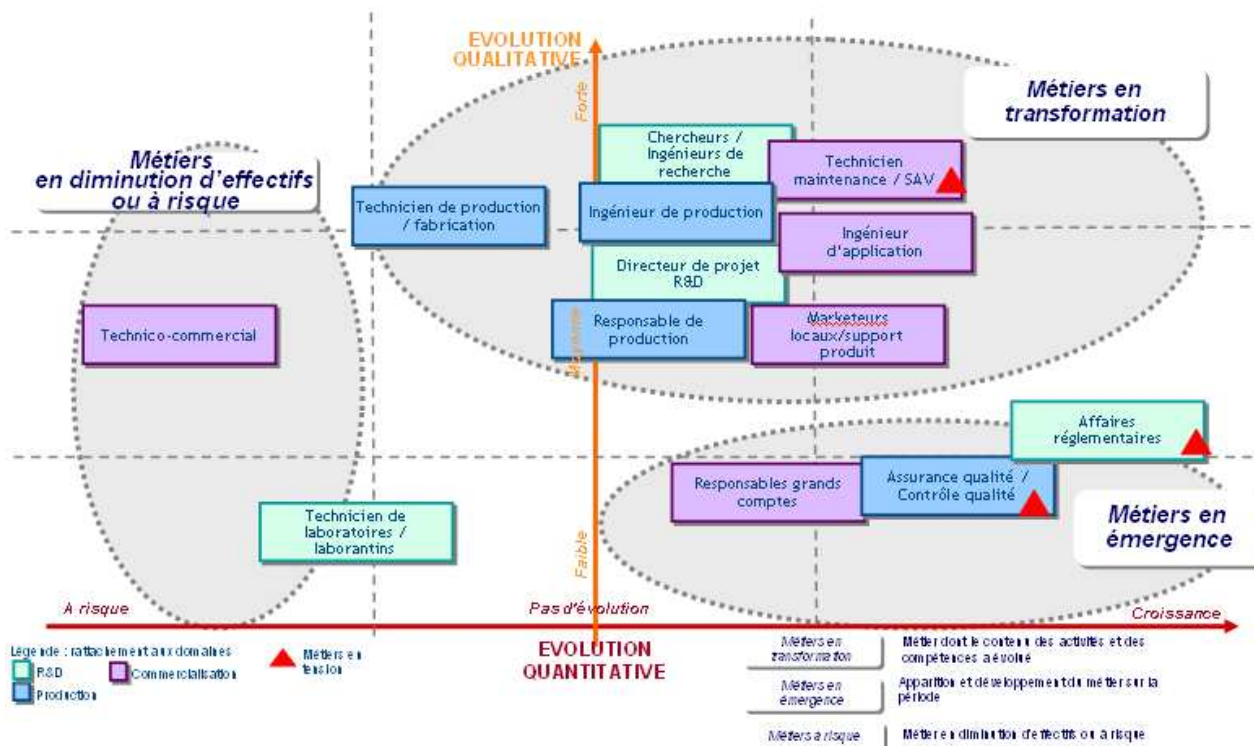 EVOLUTION
QUALITATIVE
Forte
Métiers en
transformation
Métiers
en diminution d'effectifs
ou à risque
Chercheurs /
Ingénieurs de
recherche
Technicien
maintenance / SAV
Technicien de production
/ fabrication
Ingénieur de production
Ingénieur
d'application
Directeur de projet
R&D
Technico-commercial
Responsable de
production
Moyenne
Marketeurs
locaux/support
produit
Affaires
réglementaires
Responsables grands
comptes
Assurance qualité /
Contrôle qualité
Technicien de
laboratoires /
laborantins
Métiers en
émergence
Faible
A risque
Pas d'évolution
Croissance
EVOLUTION
QUANTITATIVE
Légende : rattachement aux domaines
R&D
Commercialisation
Production
Métiers en
tension
Métiers en
transformation
Métier dont le contenu des activités et des
compétences a évolué
Métiers en
émergence
Apparition et développement du métier sur la
période
Métiers à risque
Métier en diminution d'effectifs ou à risque